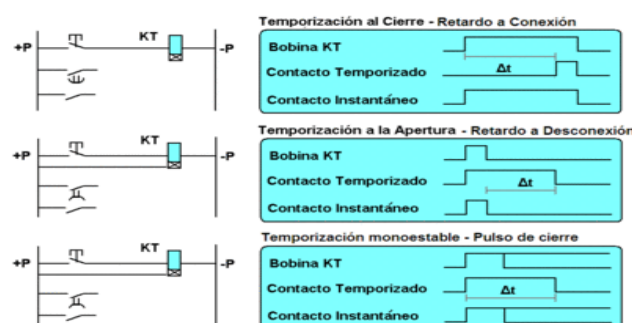 Temporización al Cierre - Retardo a Conexión
+P KT -P
Bobina KT
Contacto Temporizado Δt
Contacto Instantáneo
Temporización a la Apertura - Retardo a Desconexión
+P KT -P
Bobina KT
Contacto Temporizado Δt
Contacto Instantáneo
Temporización monoestable - Pulso de cierre
+P KT -P
Bobina KT
Contacto Temporizado Δt
Contacto Instantáneo